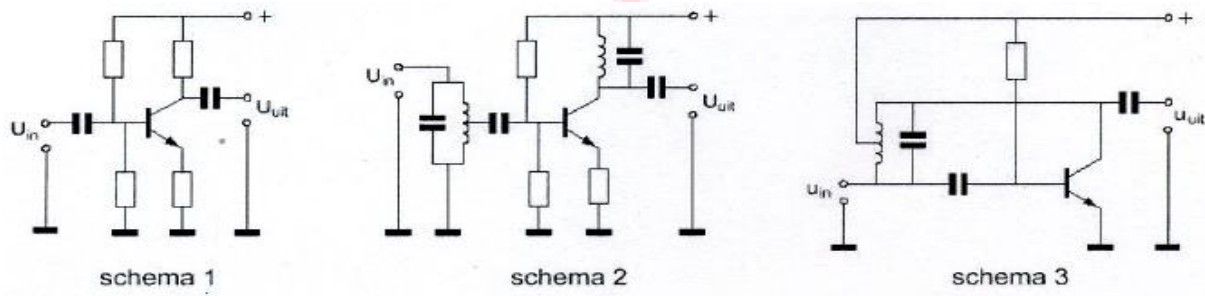 +
+
+
U_in
U_uit
U_in
U_uit
u_in
u_uit
schema 1
schema 2
schema 3